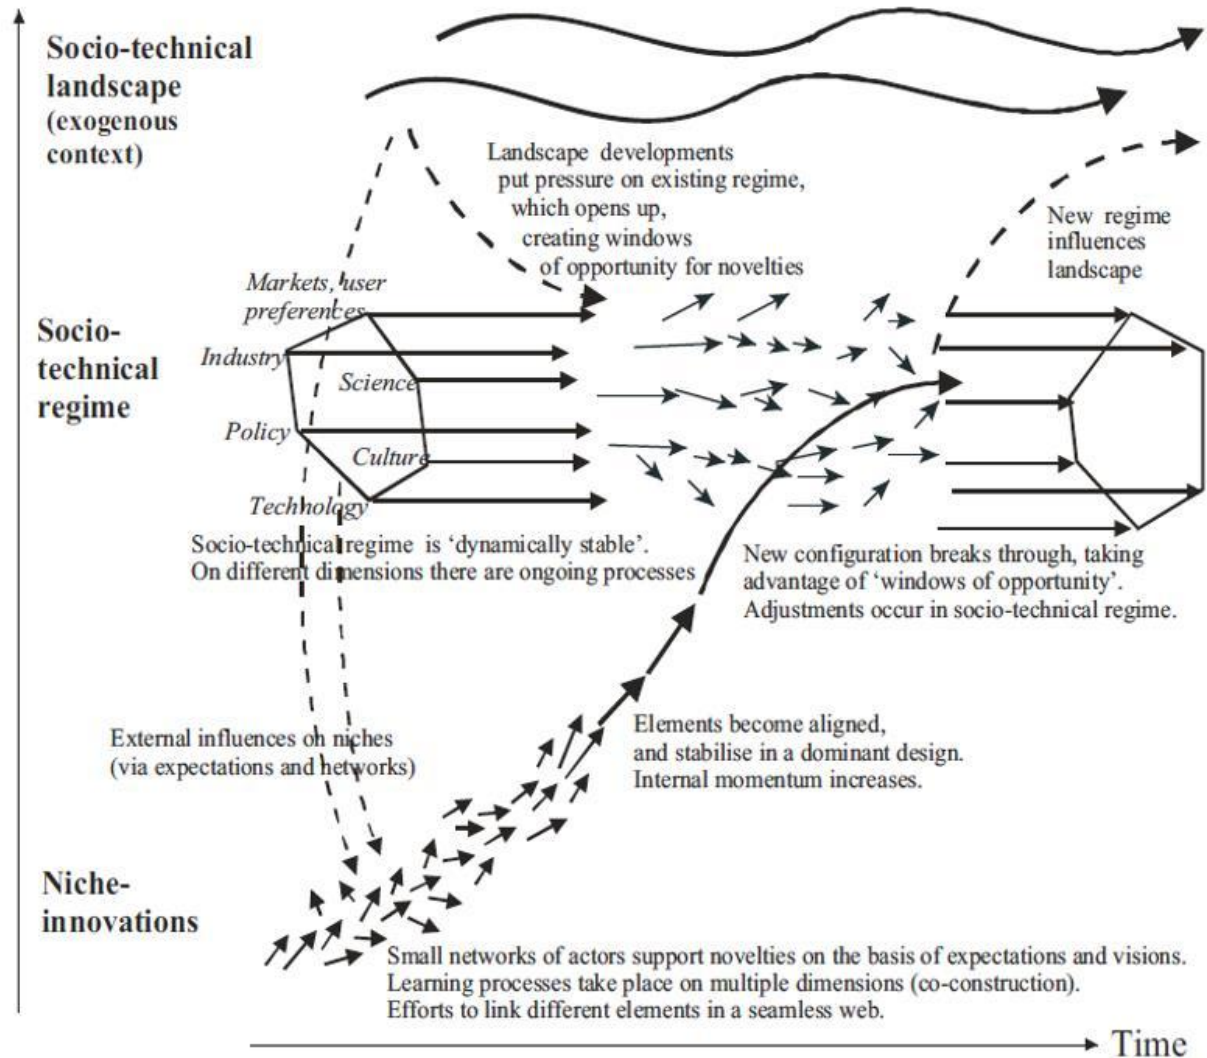 Socio-technical
landscape
(exogenous
context)
Landscape developments
put pressure on existing regime,
which opens up,
creating windows
of opportunity for novelties
New regime
influences
landscape
Markets, user
preferences
Industry
Science
Policy
Culture
Technology
Socio-
technical
regime
Socio-technical regime is ‘dynamically stable’.
On different dimensions there are ongoing processes
New configuration breaks through, taking
advantage of ‘windows of opportunity’.
Adjustments occur in socio-technical regime.
External influences on niches
(via expectations and networks)
Elements become aligned,
and stabilise in a dominant design.
Internal momentum increases.
Niche-
innovations
Small networks of actors support novelties on the basis of expectations and visions.
Learning processes take place on multiple dimensions (co-construction).
Efforts to link different elements in a seamless web.
Time